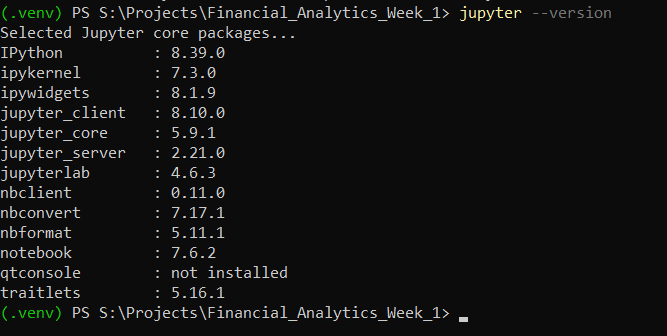 (.venv) PS S:\Projects\Financial_Analytics_Week_1> jupyter --version
Selected Jupyter core packages...
IPython          : 8.39.0
ipykernel        : 7.3.0
ipywidgets       : 8.1.9
jupyter_client   : 8.10.0
jupyter_core     : 5.9.1
jupyter_server   : 2.21.0
jupyterlab       : 4.6.3
nbclient         : 0.11.0
nbconvert        : 7.17.1
nbformat         : 5.11.1
notebook         : 7.6.2
qtconsole        : not installed
traitlets        : 5.16.1
(.venv) PS S:\Projects\Financial_Analytics_Week_1>